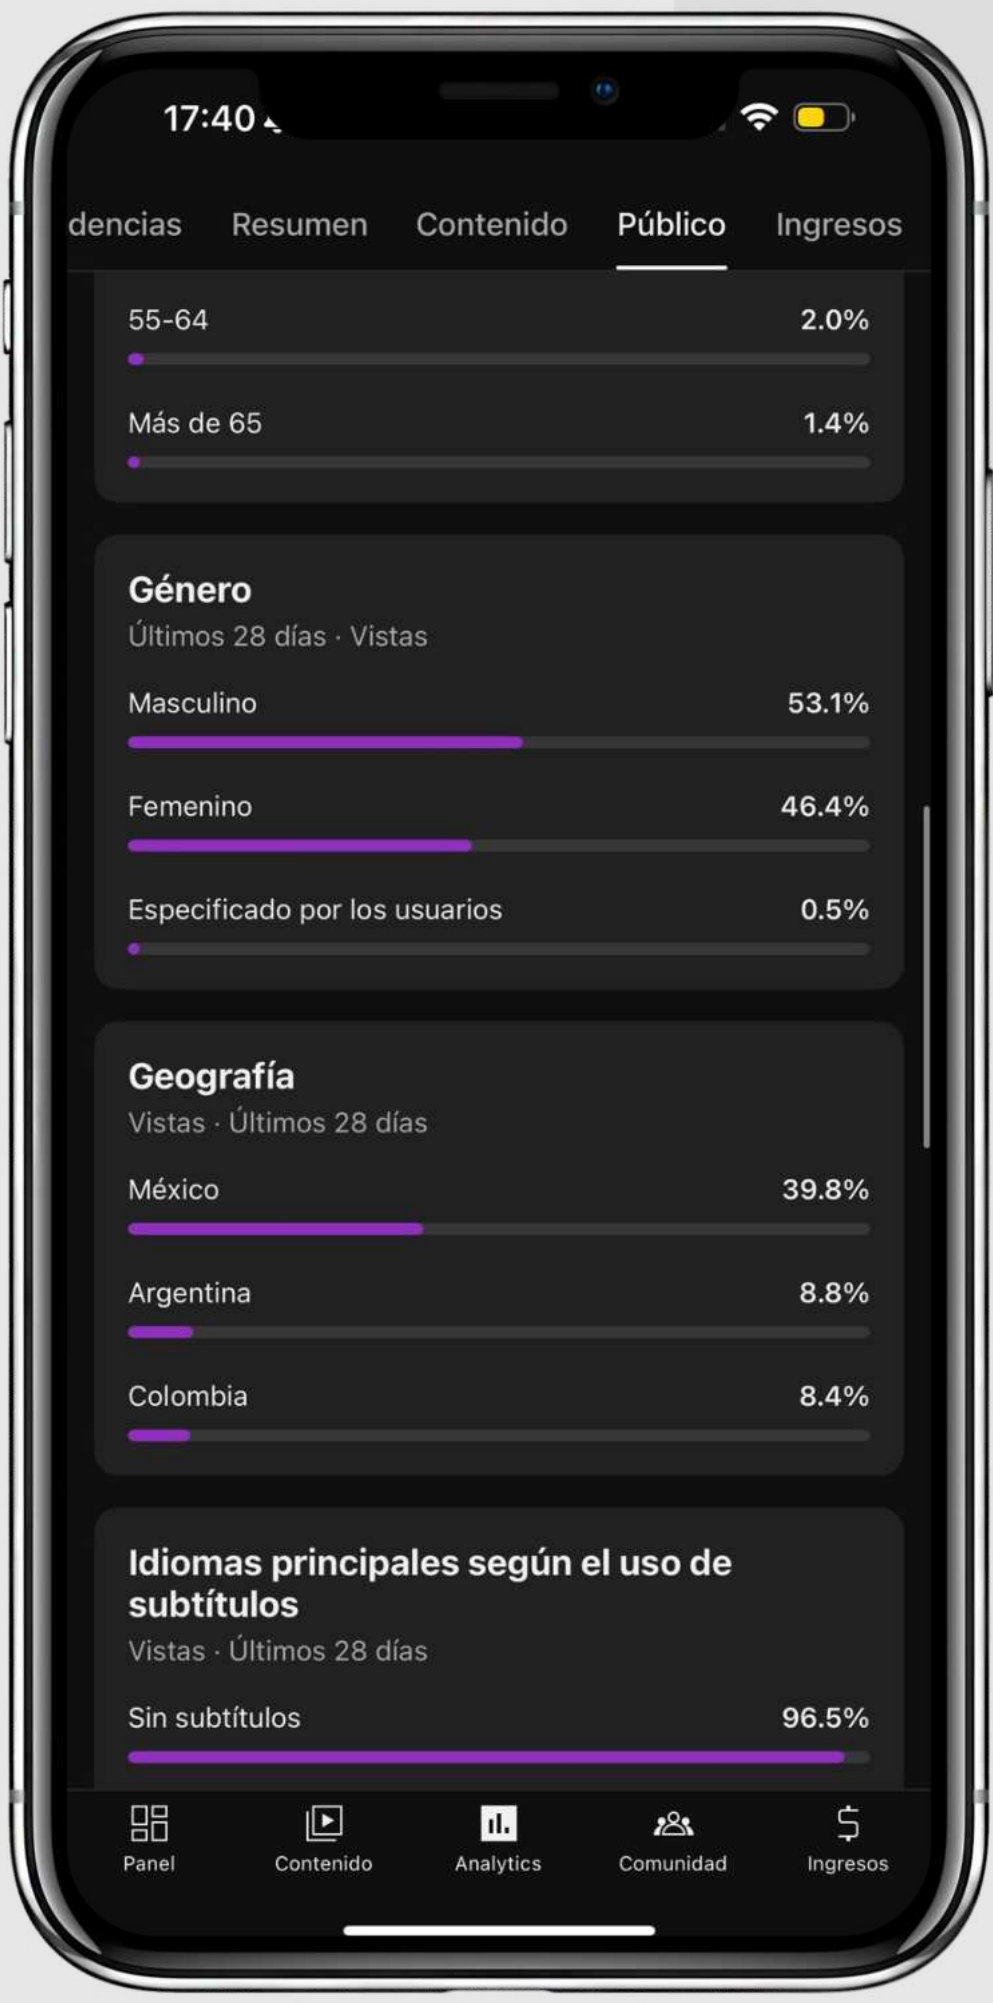 17:40
dencias Resumen Contenido Público Ingresos
55-64 2.0%
Más de 65 1.4%
Género
Últimos 28 días · Vistas
Masculino 53.1%
Femenino 46.4%
Especificado por los usuarios 0.5%
Geografía
Vistas · Últimos 28 días
México 39.8%
Argentina 8.8%
Colombia 8.4%
Idiomas principales según el uso de
subtítulos
Vistas · Últimos 28 días
Sin subtítulos 96.5%
Panel Contenido Analytics Comunidad Ingresos